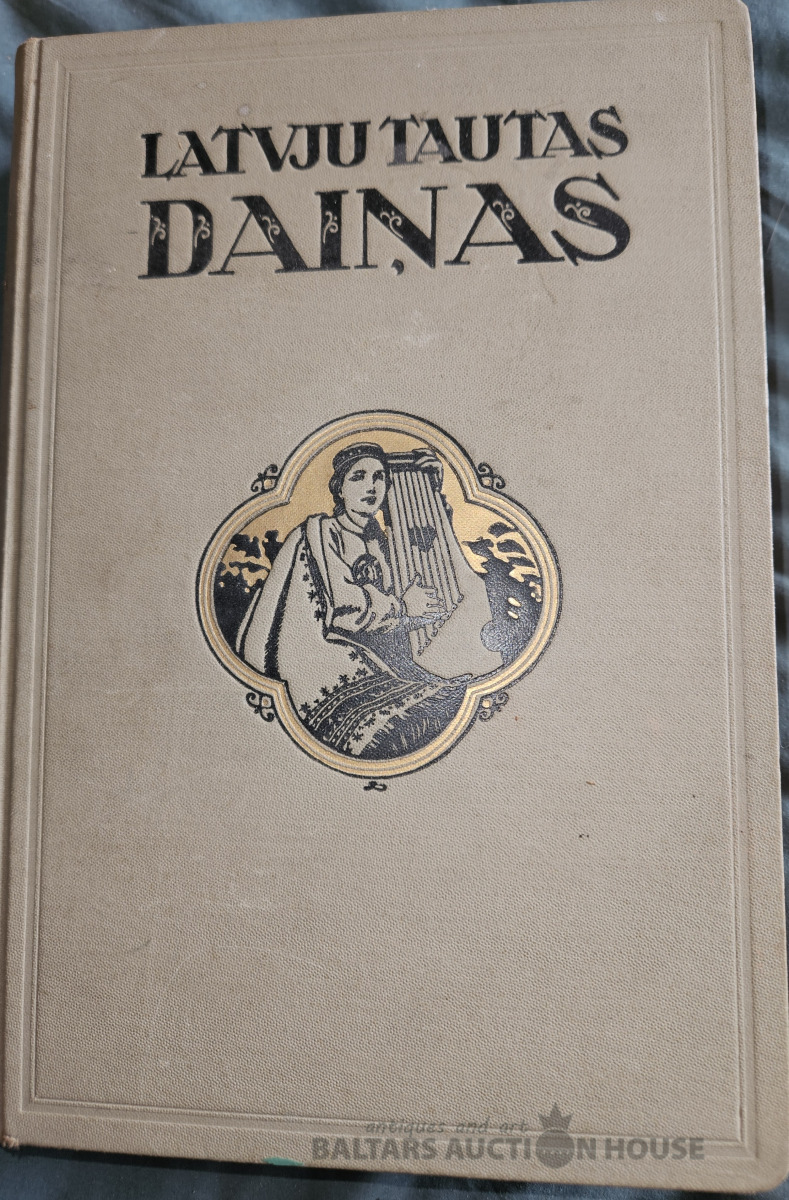 LATVJU TAUTAS
DAIŅAS
antiques and art
BALTARS AUCTION HOUSE